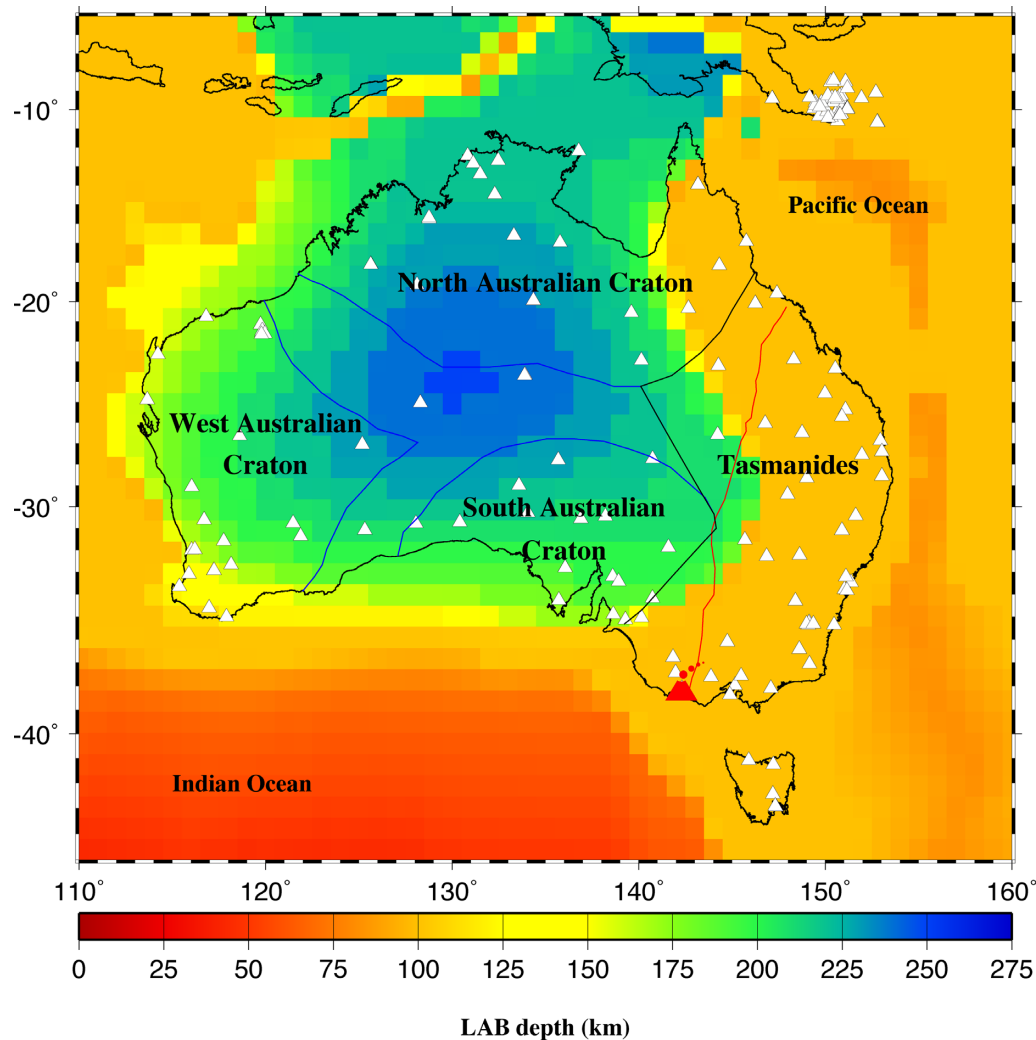 -10°
Pacific Ocean
North Australian Craton
-20°
West Australian
Craton
Tasmanides
South Australian
Craton
-30°
-40°
Indian Ocean
110° 120° 130° 140° 150° 160°
0 25 50 75 100 125 150 175 200 225 250 275
LAB depth (km)